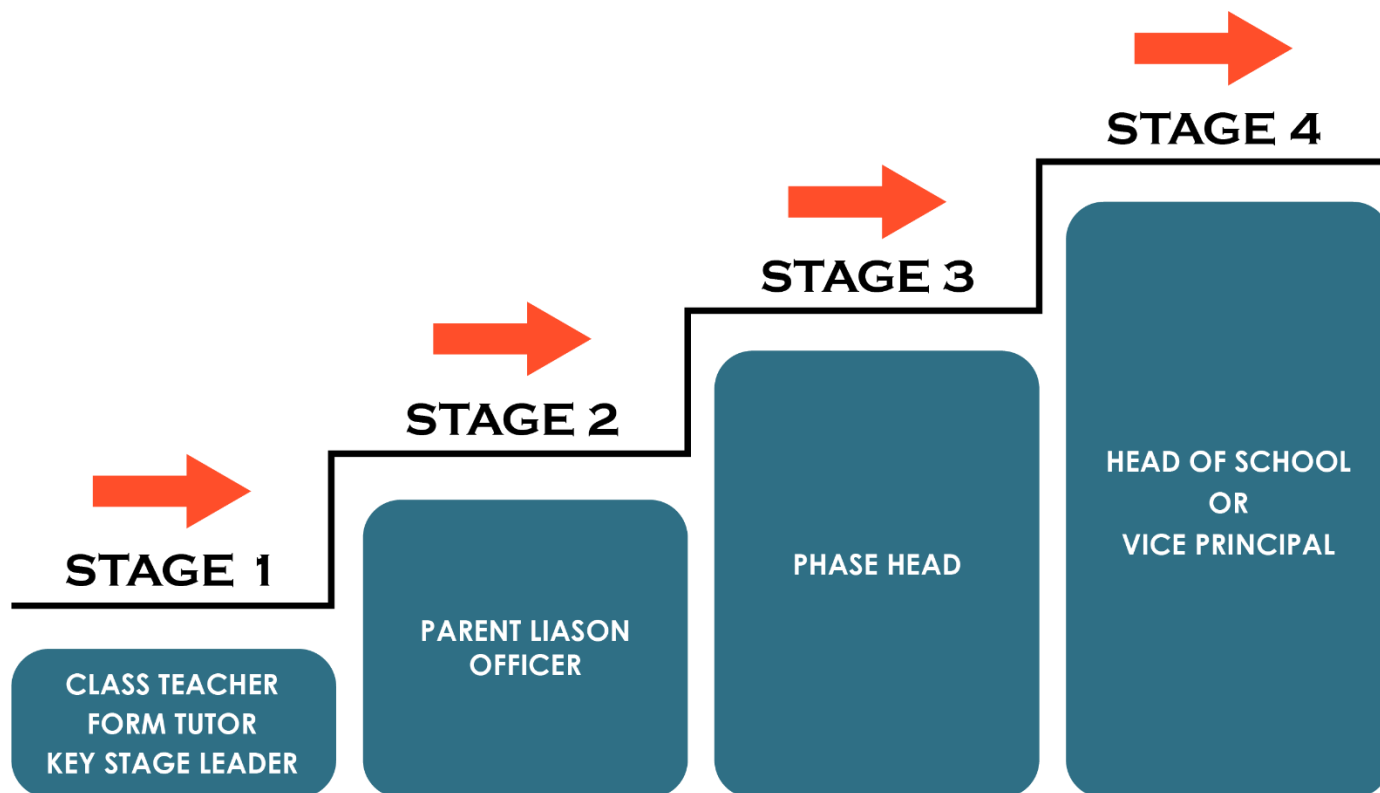 STAGE 1
CLASS TEACHER
FORM TUTOR
KEY STAGE LEADER
STAGE 2
PARENT LIASON
OFFICER
STAGE 3
PHASE HEAD
STAGE 4
HEAD OF SCHOOL
OR
VICE PRINCIPAL